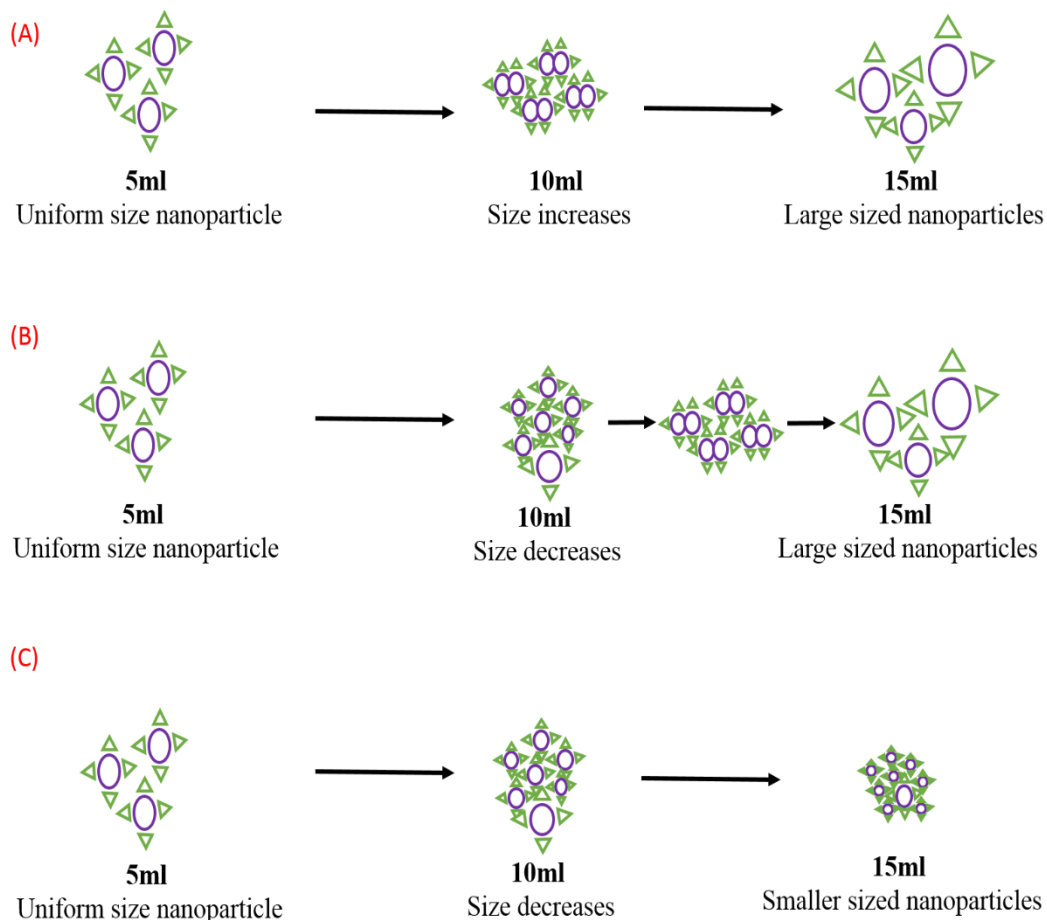 (A)
5ml 10ml 15ml
Uniform size nanoparticle Size increases Large sized nanoparticles
(B)
5ml 10ml 15ml
Uniform size nanoparticle Size decreases Large sized nanoparticles
(C)
5ml 10ml 15ml
Uniform size nanoparticle Size decreases Smaller sized nanoparticles